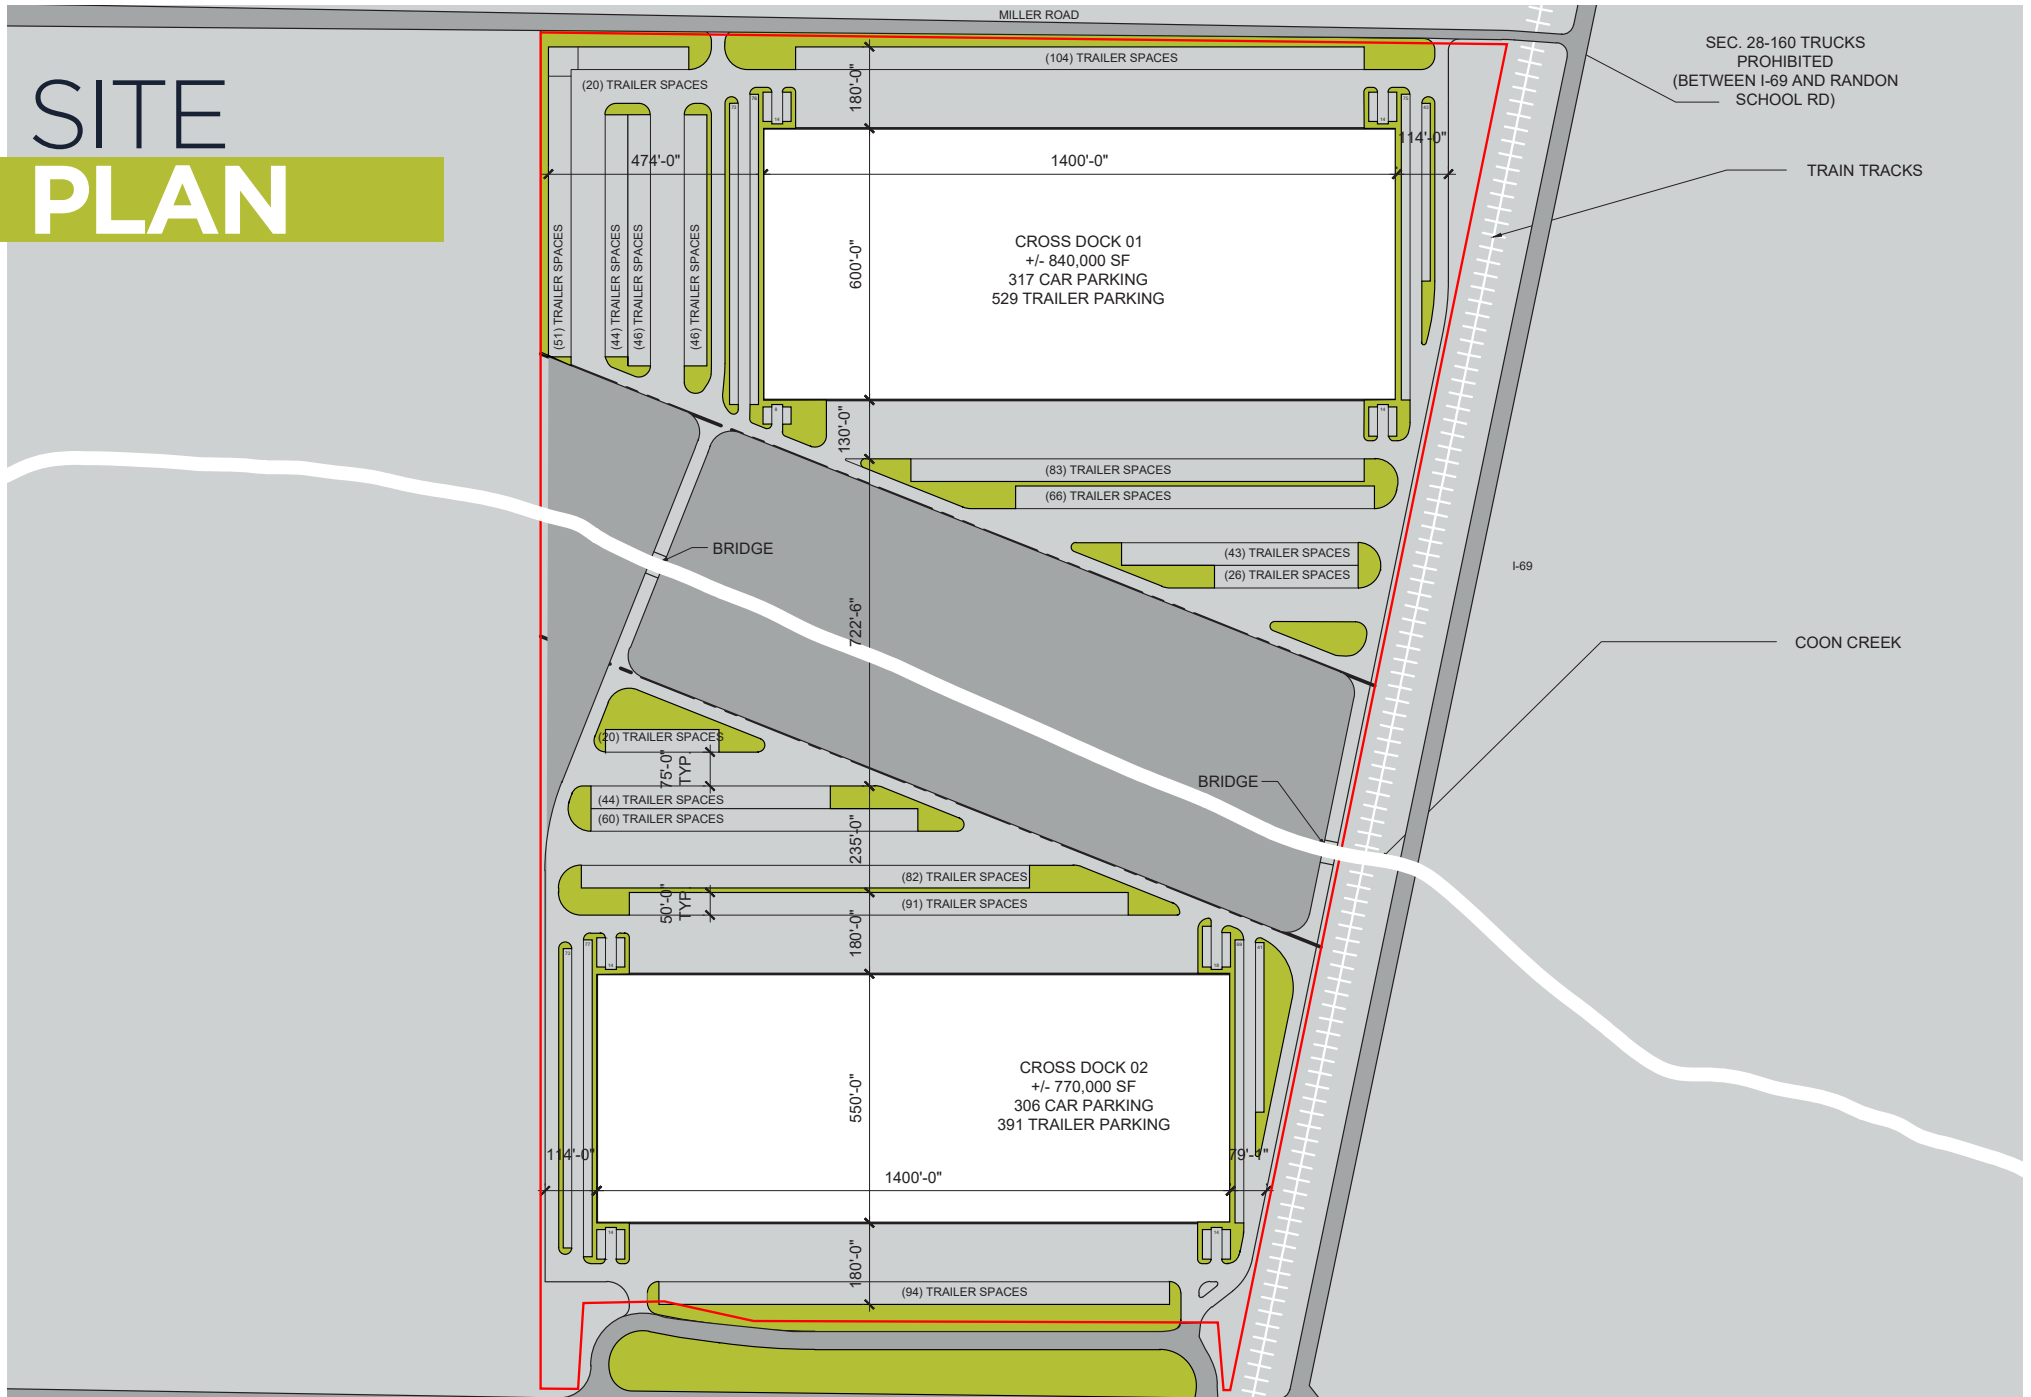 SITE
PLAN
MILLER ROAD
SEC. 28-160 TRUCKS
PROHIBITED
(BETWEEN I-69 AND RANDON
SCHOOL RD)
TRAIN TRACKS
I-69
COON CREEK
(104) TRAILER SPACES
(20) TRAILER SPACES
180'-0"
474'-0"
1400'-0"
114'-0"
(51) TRAILER SPACES
(44) TRAILER SPACES
(46) TRAILER SPACES
(46) TRAILER SPACES
600'-0"
CROSS DOCK 01
+/- 840,000 SF
317 CAR PARKING
529 TRAILER PARKING
130'-0"
(83) TRAILER SPACES
(66) TRAILER SPACES
(43) TRAILER SPACES
(26) TRAILER SPACES
BRIDGE
722'-6"
BRIDGE
(20) TRAILER SPACES
75'-0"
TYP.
(44) TRAILER SPACES
(60) TRAILER SPACES
235'-0"
(82) TRAILER SPACES
(91) TRAILER SPACES
50'-0"
TYP.
180'-0"
550'-0"
CROSS DOCK 02
+/- 770,000 SF
306 CAR PARKING
391 TRAILER PARKING
114'-0"
1400'-0"
79'-1"
180'-0"
(94) TRAILER SPACES